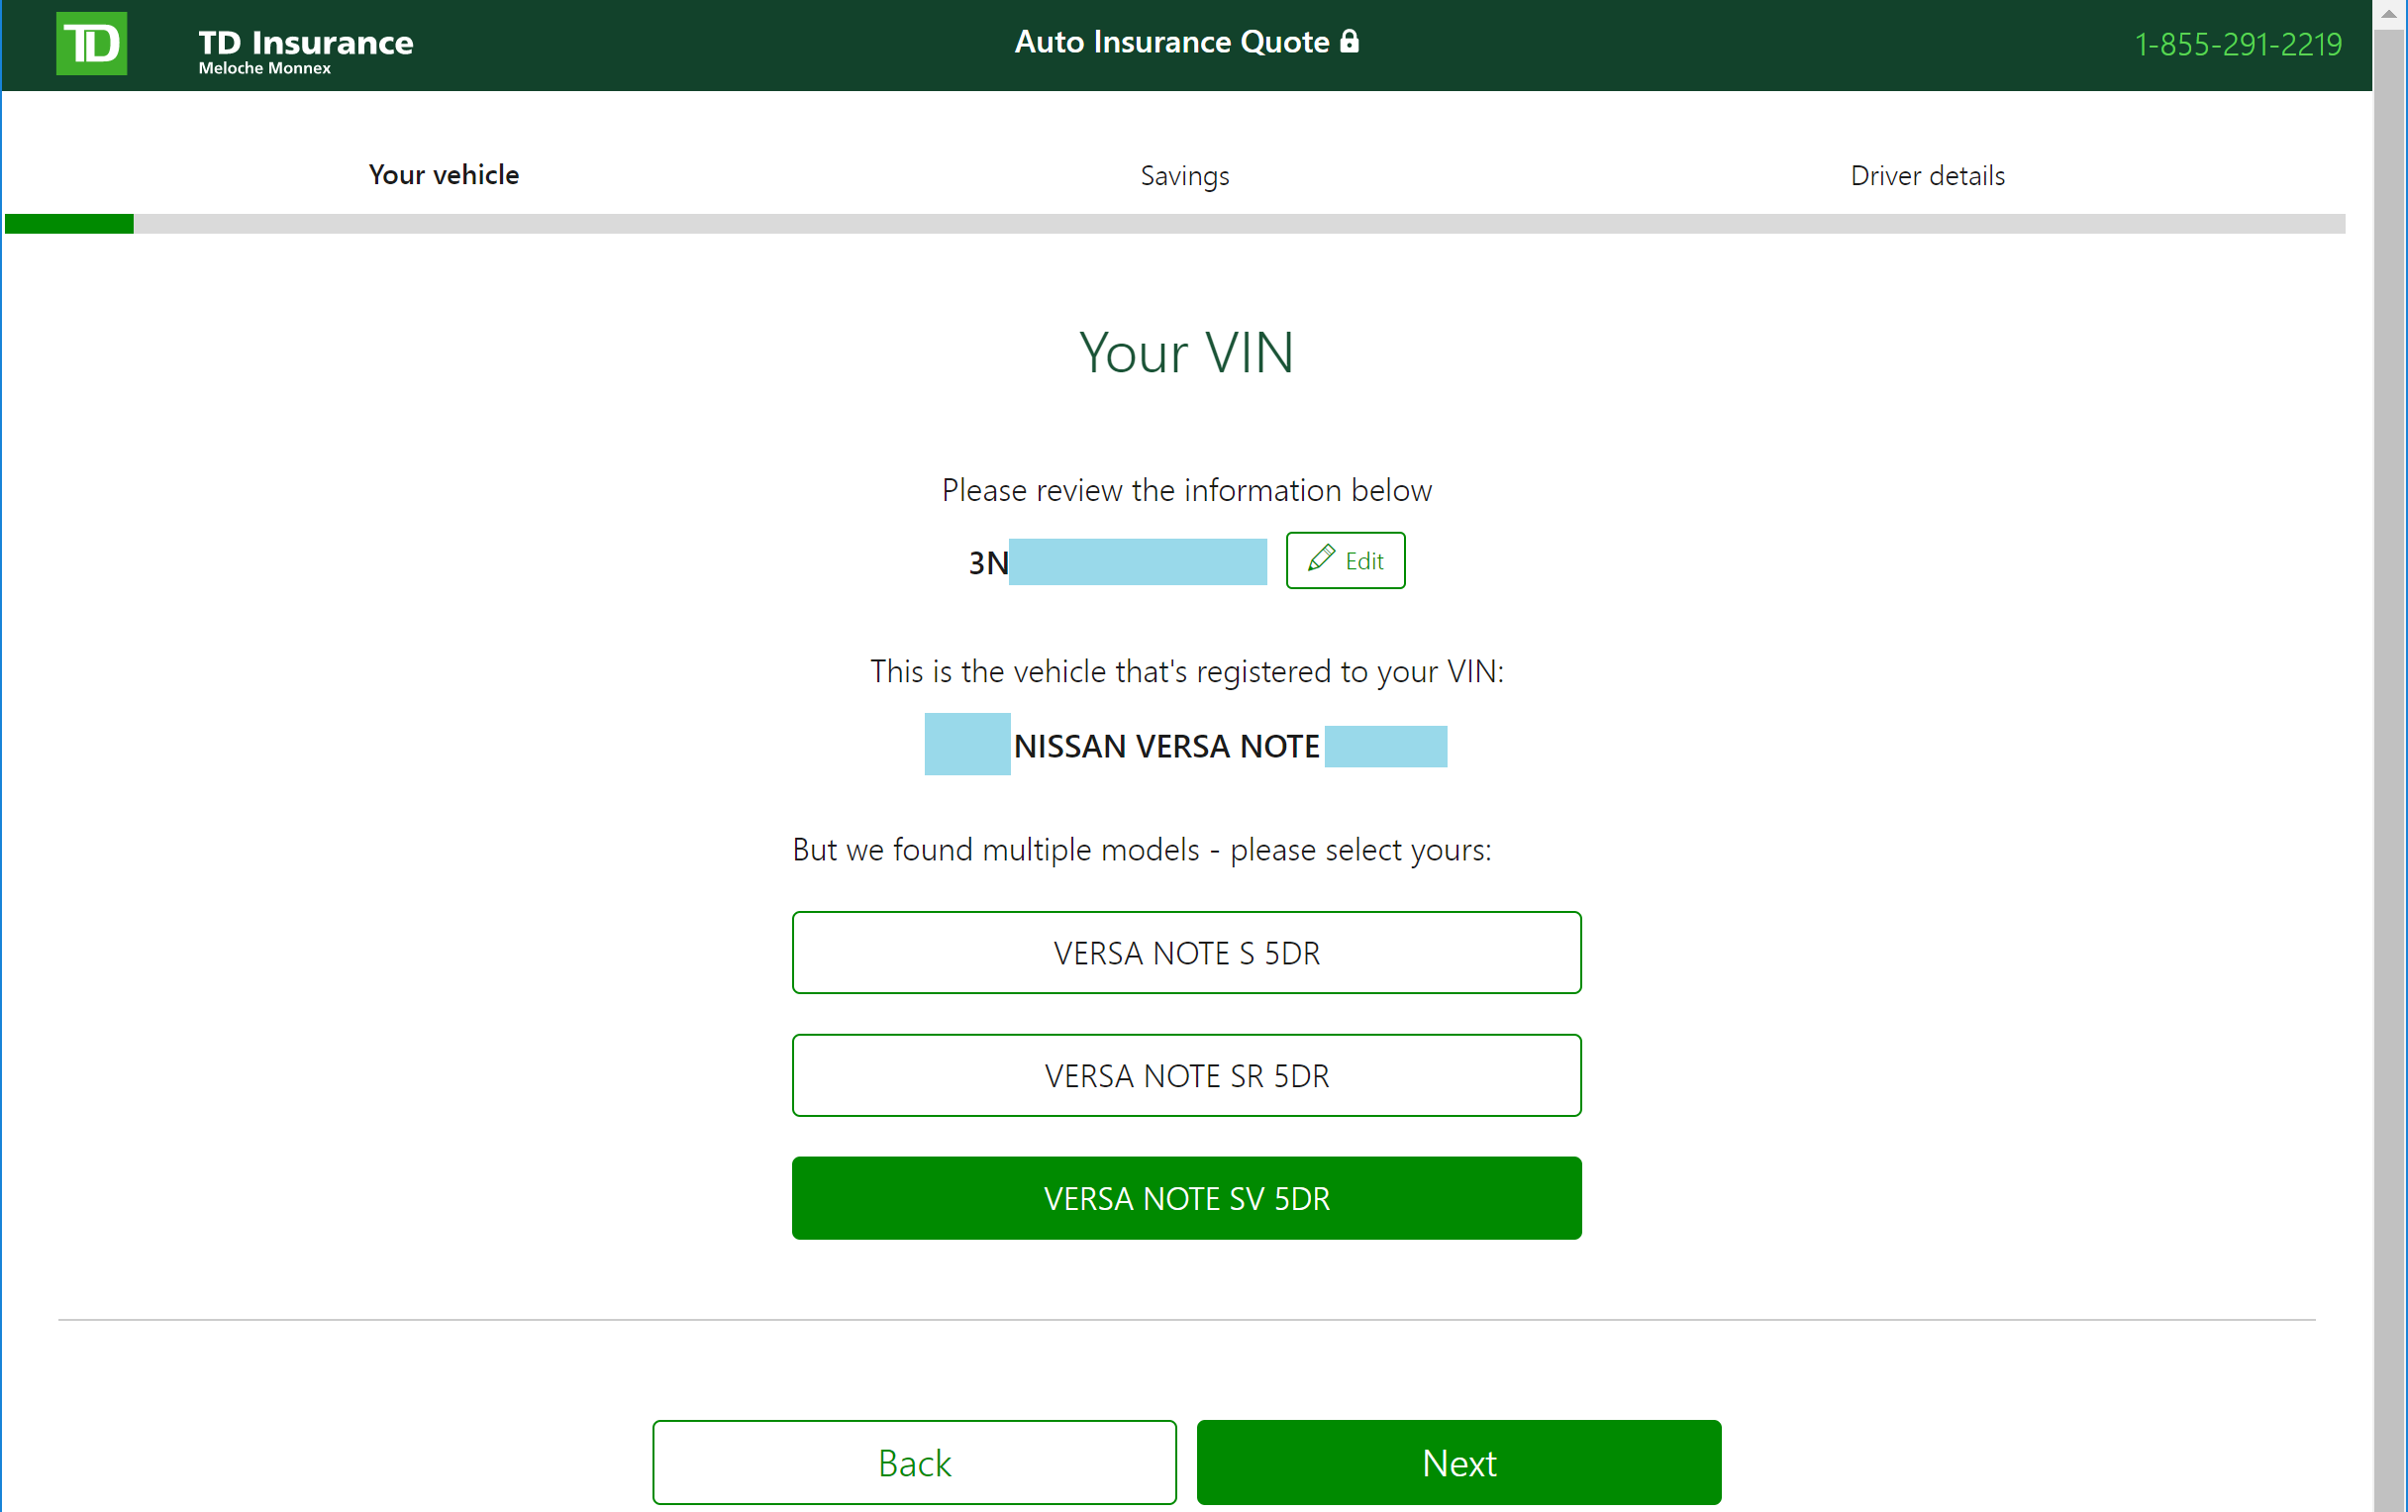 TD
TD Insurance
Meloche Monnex
Auto Insurance Quote
1-855-291-2219
Your vehicle
Savings
Driver details
Your VIN
Please review the information below
3N
Edit
This is the vehicle that's registered to your VIN:
NISSAN VERSA NOTE
But we found multiple models - please select yours:
VERSA NOTE S 5DR
VERSA NOTE SR 5DR
VERSA NOTE SV 5DR
Back
Next